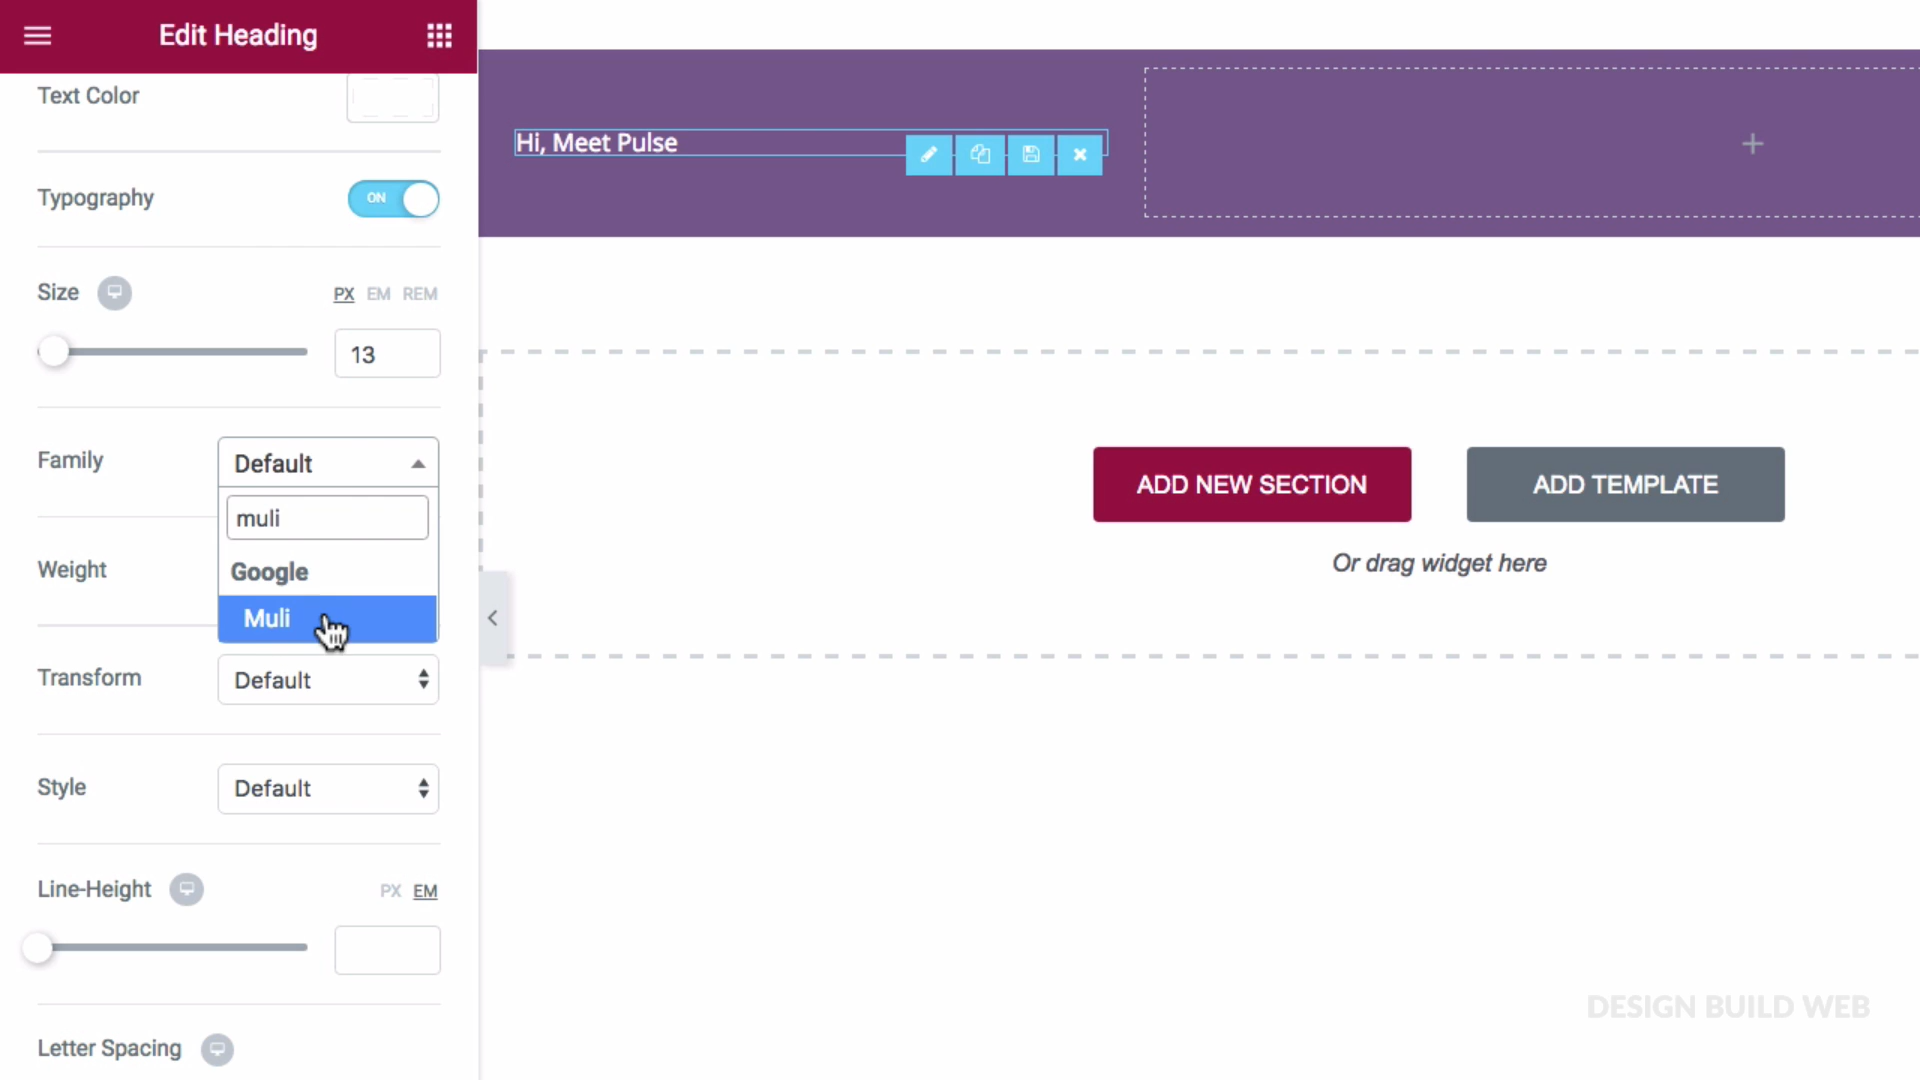 Edit Heading
Text Color
Typography
ON
Size
PX EM REM
13
Family
Default
muli
Google
Muli
Weight
Transform
Default
Style
Default
Line-Height
PX EM
Letter Spacing
Hi, Meet Pulse
ADD NEW SECTION
ADD TEMPLATE
Or drag widget here
DESIGN BUILD WEB